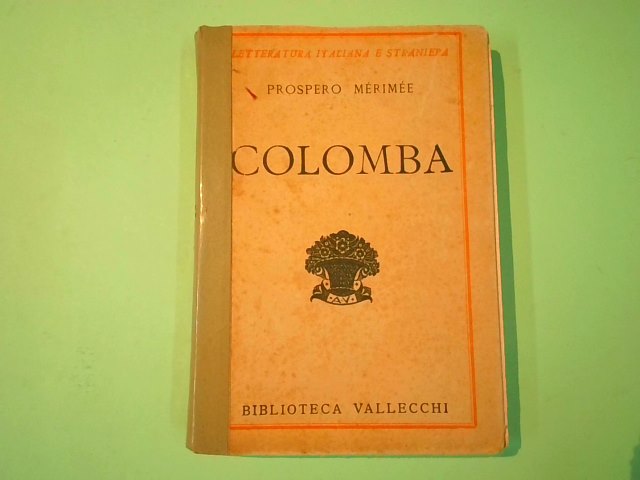 LETTERATURA ITALIANA E STRANIERA
PROSPERO MÉRIMÉE
COLOMBA
·A·V·
BIBLIOTECA VALLECCHI